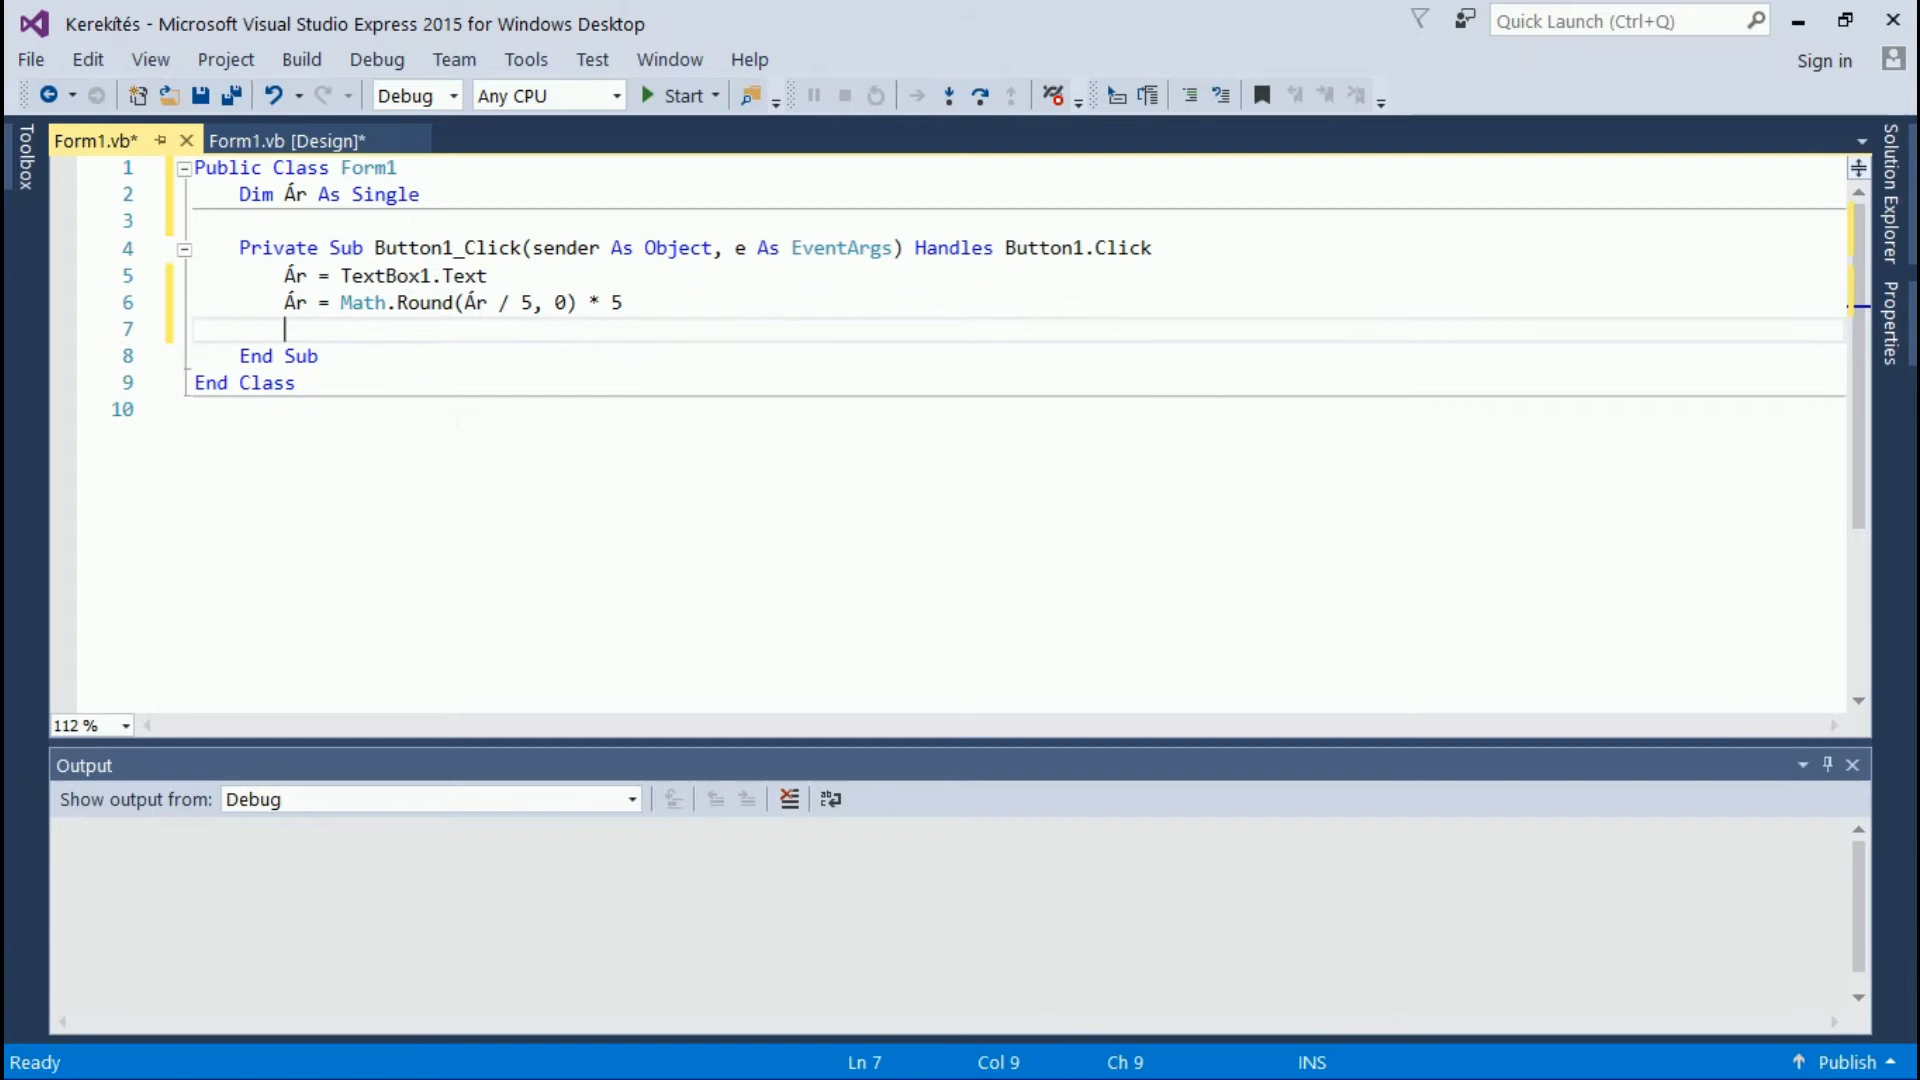 Kerekítés - Microsoft Visual Studio Express 2015 for Windows Desktop
Quick Launch (Ctrl+Q)
File Edit View Project Build Debug Team Tools Test Window Help
Sign in
Debug Any CPU Start
Toolbox
Form1.vb* Form1.vb [Design]*
Solution Explorer
Properties
1 Public Class Form1
2 Dim Ár As Single
3
4 Private Sub Button1_Click(sender As Object, e As EventArgs) Handles Button1.Click
5 Ár = TextBox1.Text
6 Ár = Math.Round(Ár / 5, 0) * 5
7
8 End Sub
9 End Class
10
112 %
Output
Show output from: Debug
Ready Ln 7 Col 9 Ch 9 INS Publish